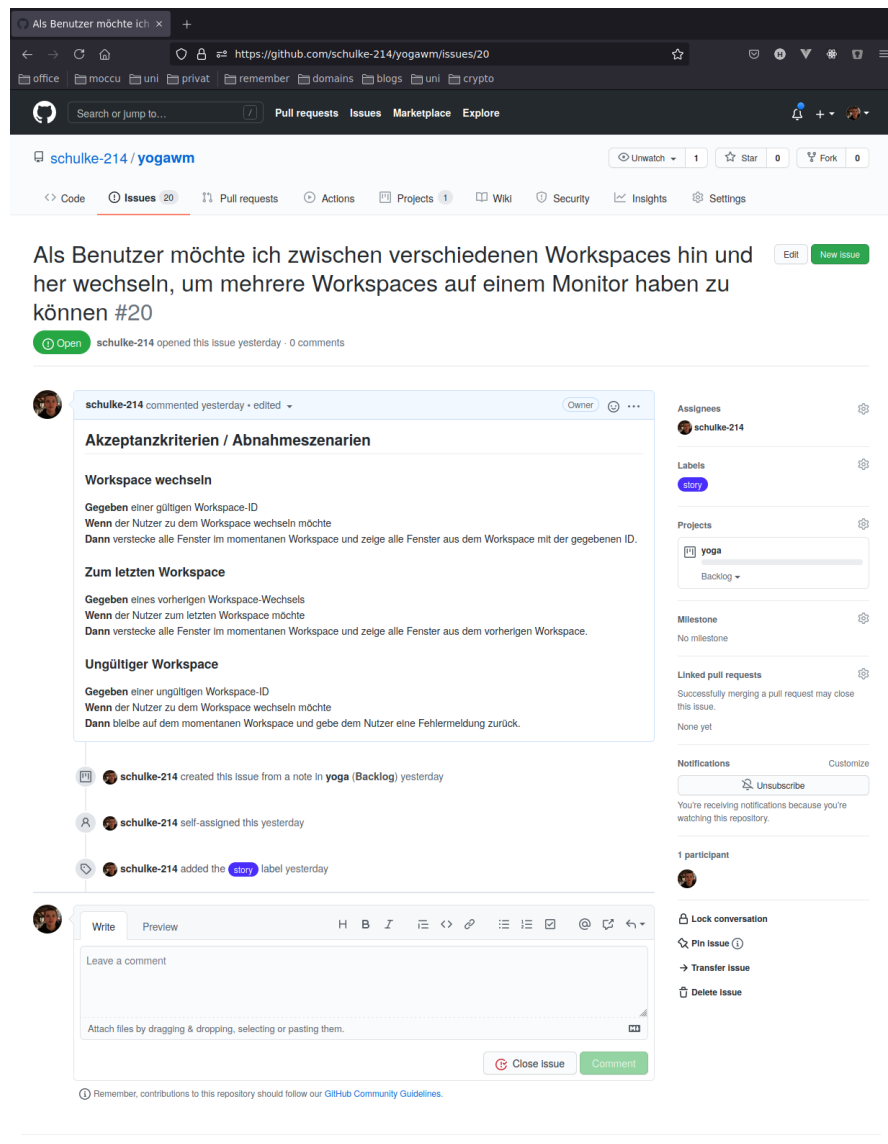 Als Benutzer möchte ich ×
+
https://github.com/schulke-214/yogawm/issues/20
office moccu uni privat remember domains blogs uni crypto
Search or jump to... / Pull requests Issues Marketplace Explore
schulke-214 / yogawm
Unwatch 1 Star 0 Fork 0
Code Issues 20 Pull requests Actions Projects 1 Wiki Security Insights Settings
Als Benutzer möchte ich zwischen verschiedenen Workspaces hin und
her wechseln, um mehrere Workspaces auf einem Monitor haben zu
können #20
Edit New issue
Open schulke-214 opened this issue yesterday · 0 comments
schulke-214 commented yesterday • edited Owner
Akzeptanzkriterien / Abnahmeszenarien
Workspace wechseln
Gegeben einer gültigen Workspace-ID
Wenn der Nutzer zu dem Workspace wechseln möchte
Dann verstecke alle Fenster im momentanen Workspace und zeige alle Fenster aus dem Workspace mit der gegebenen ID.
Zum letzten Workspace
Gegeben eines vorherigen Workspace-Wechsels
Wenn der Nutzer zum letzten Workspace möchte
Dann verstecke alle Fenster im momentanen Workspace und zeige alle Fenster aus dem vorherigen Workspace.
Ungültiger Workspace
Gegeben einer ungültigen Workspace-ID
Wenn der Nutzer zu dem Workspace wechseln möchte
Dann bleibe auf dem momentanen Workspace und gebe dem Nutzer eine Fehlermeldung zurück.
schulke-214 created this issue from a note in yoga (Backlog) yesterday
schulke-214 self-assigned this yesterday
schulke-214 added the story label yesterday
Write Preview
H B I
Leave a comment
Attach files by dragging & dropping, selecting or pasting them.
Close issue Comment
Remember, contributions to this repository should follow our GitHub Community Guidelines.
Assignees
schulke-214
Labels
story
Projects
yoga
Backlog
Milestone
No milestone
Linked pull requests
Successfully merging a pull request may close
this issue.
None yet
Notifications Customize
Unsubscribe
You're receiving notifications because you're
watching this repository.
1 participant
Lock conversation
Pin issue
Transfer issue
Delete issue